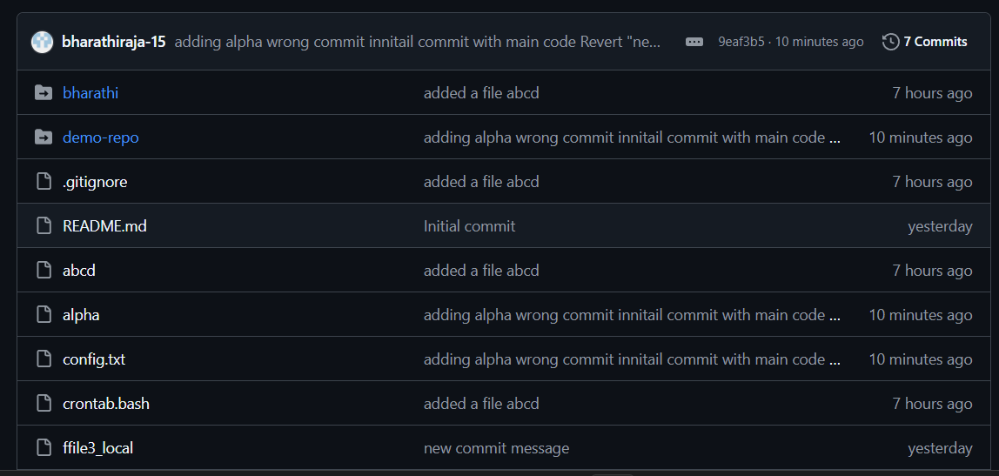 bharathiraja-15 adding alpha wrong commit innitail commit with main code Revert "ne... 9eaf3b5 · 10 minutes ago 7 Commits
bharathi added a file abcd 7 hours ago
demo-repo adding alpha wrong commit innitail commit with main code ... 10 minutes ago
.gitignore added a file abcd 7 hours ago
README.md Initial commit yesterday
abcd added a file abcd 7 hours ago
alpha adding alpha wrong commit innitail commit with main code ... 10 minutes ago
config.txt adding alpha wrong commit innitail commit with main code ... 10 minutes ago
crontab.bash added a file abcd 7 hours ago
ffile3_local new commit message yesterday